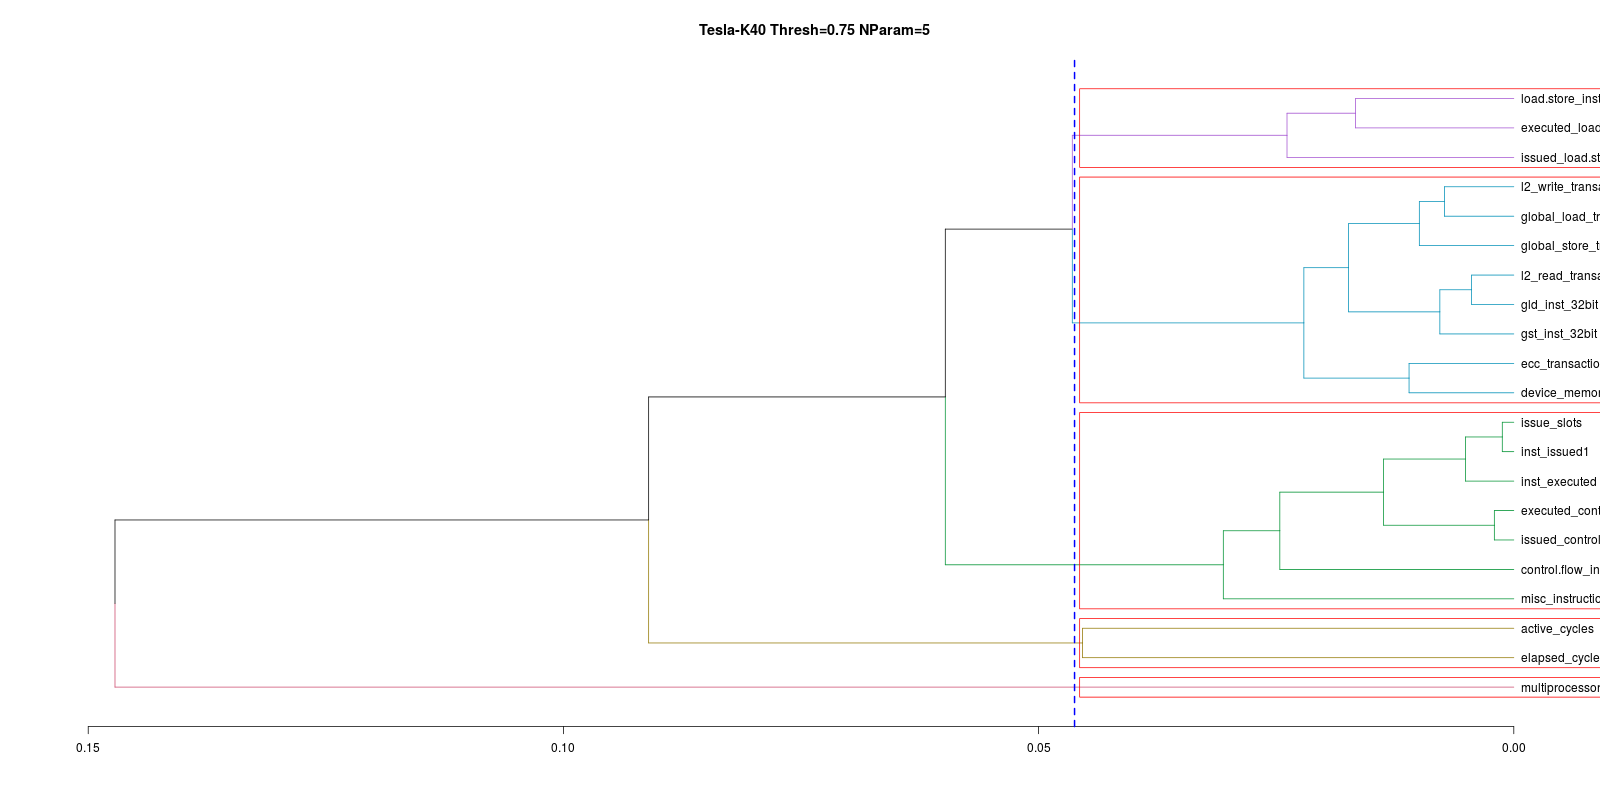 Tesla-K40 Thresh=0.75 NParam=5
load.store_inst
executed_load
issued_load.st
l2_write_transa
global_load_tr
global_store_t
l2_read_transa
gld_inst_32bit
gst_inst_32bit
ecc_transactio
device_memor
issue_slots
inst_issued1
inst_executed
executed_cont
issued_control
control.flow_in
misc_instructio
active_cycles
elapsed_cycle
multiprocessor
0.15 0.10 0.05 0.00